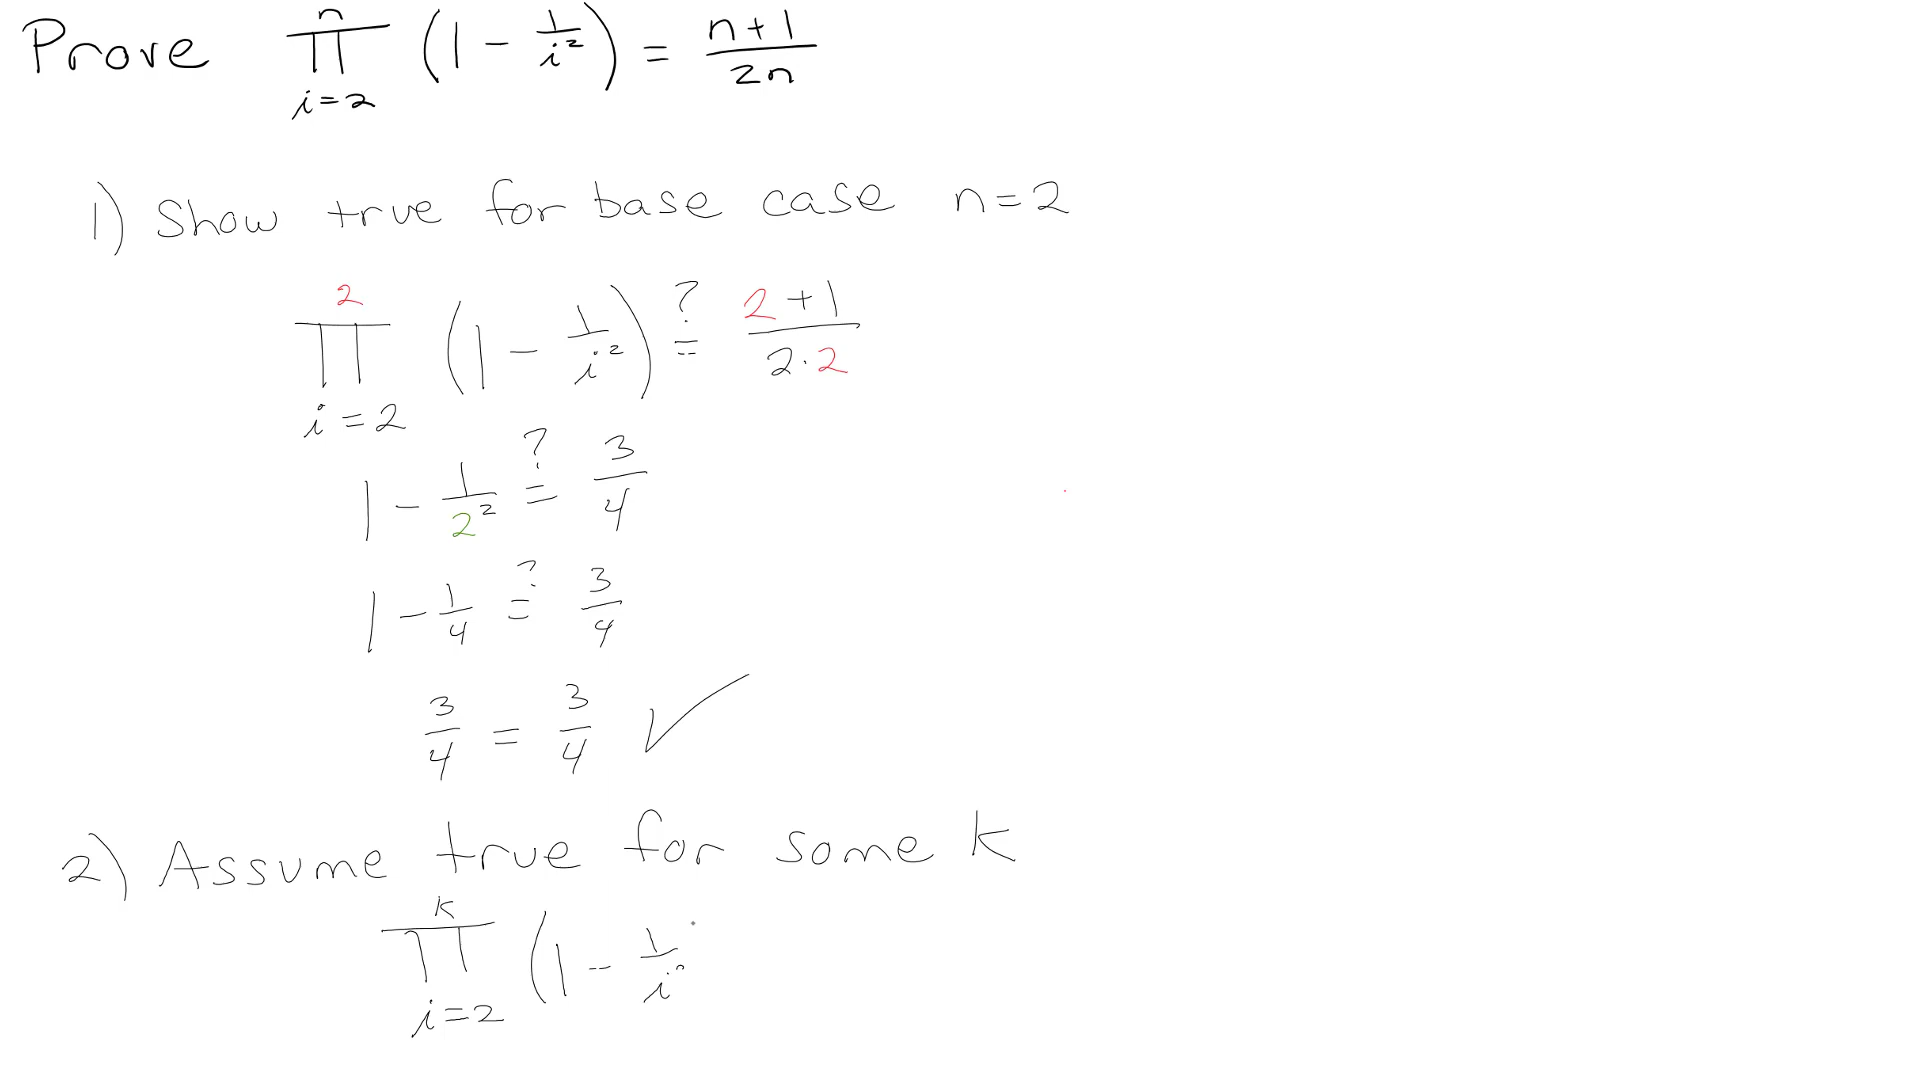 Prove ∏_{i=2}^{n} (1 - 1/i²) = (n+1)/(2n)
1) Show true for base case n=2
∏_{i=2}^{2} (1 - 1/i²) ?= (2+1)/(2·2)
1 - 1/2² ?= 3/4
1 - 1/4 ?= 3/4
3/4 = 3/4 ✓
2) Assume true for some k
∏_{i=2}^{k} (1 - 1/i